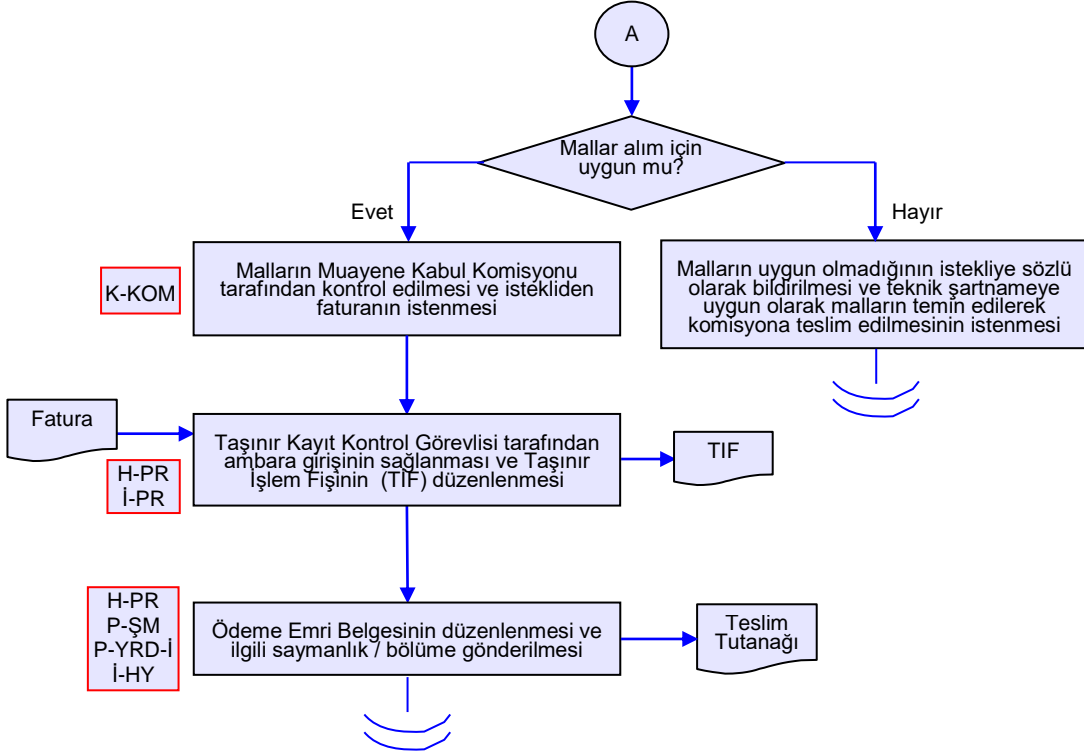 A
Mallar alım için
uygun mu?
Evet
Hayır
K-KOM
Malların Muayene Kabul Komisyonu
tarafından kontrol edilmesi ve istekliden
faturanın istenmesi
Malların uygun olmadığının istekliye sözlü
olarak bildirilmesi ve teknik şartnameye
uygun olarak malların temin edilerek
komisyona teslim edilmesinin istenmesi
Fatura
H-PR
İ-PR
Taşınır Kayıt Kontrol Görevlisi tarafından
ambara girişinin sağlanması ve Taşınır
İşlem Fişinin (TİF) düzenlenmesi
TIF
H-PR
P-ŞM
P-YRD-İ
İ-HY
Ödeme Emri Belgesinin düzenlenmesi ve
ilgili saymanlık / bölüme gönderilmesi
Teslim
Tutanağı